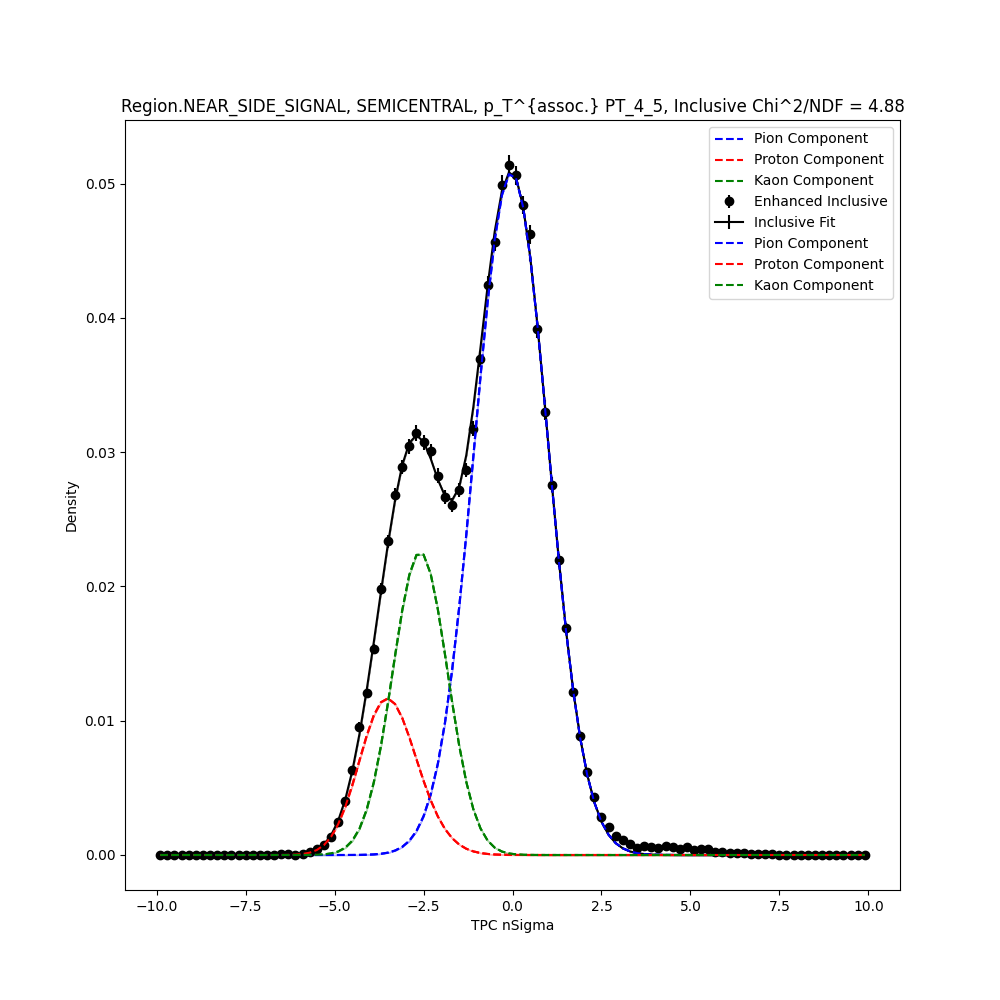 Region.NEAR_SIDE_SIGNAL, SEMICENTRAL, p_T^{assoc.} PT_4_5, Inclusive Chi^2/NDF = 4.88
Pion Component
Proton Component
Kaon Component
Enhanced Inclusive
Inclusive Fit
Pion Component
Proton Component
Kaon Component
0.05
0.04
0.03
0.02
0.01
0.00
Density
−10.0 −7.5 −5.0 −2.5 0.0 2.5 5.0 7.5 10.0
TPC nSigma